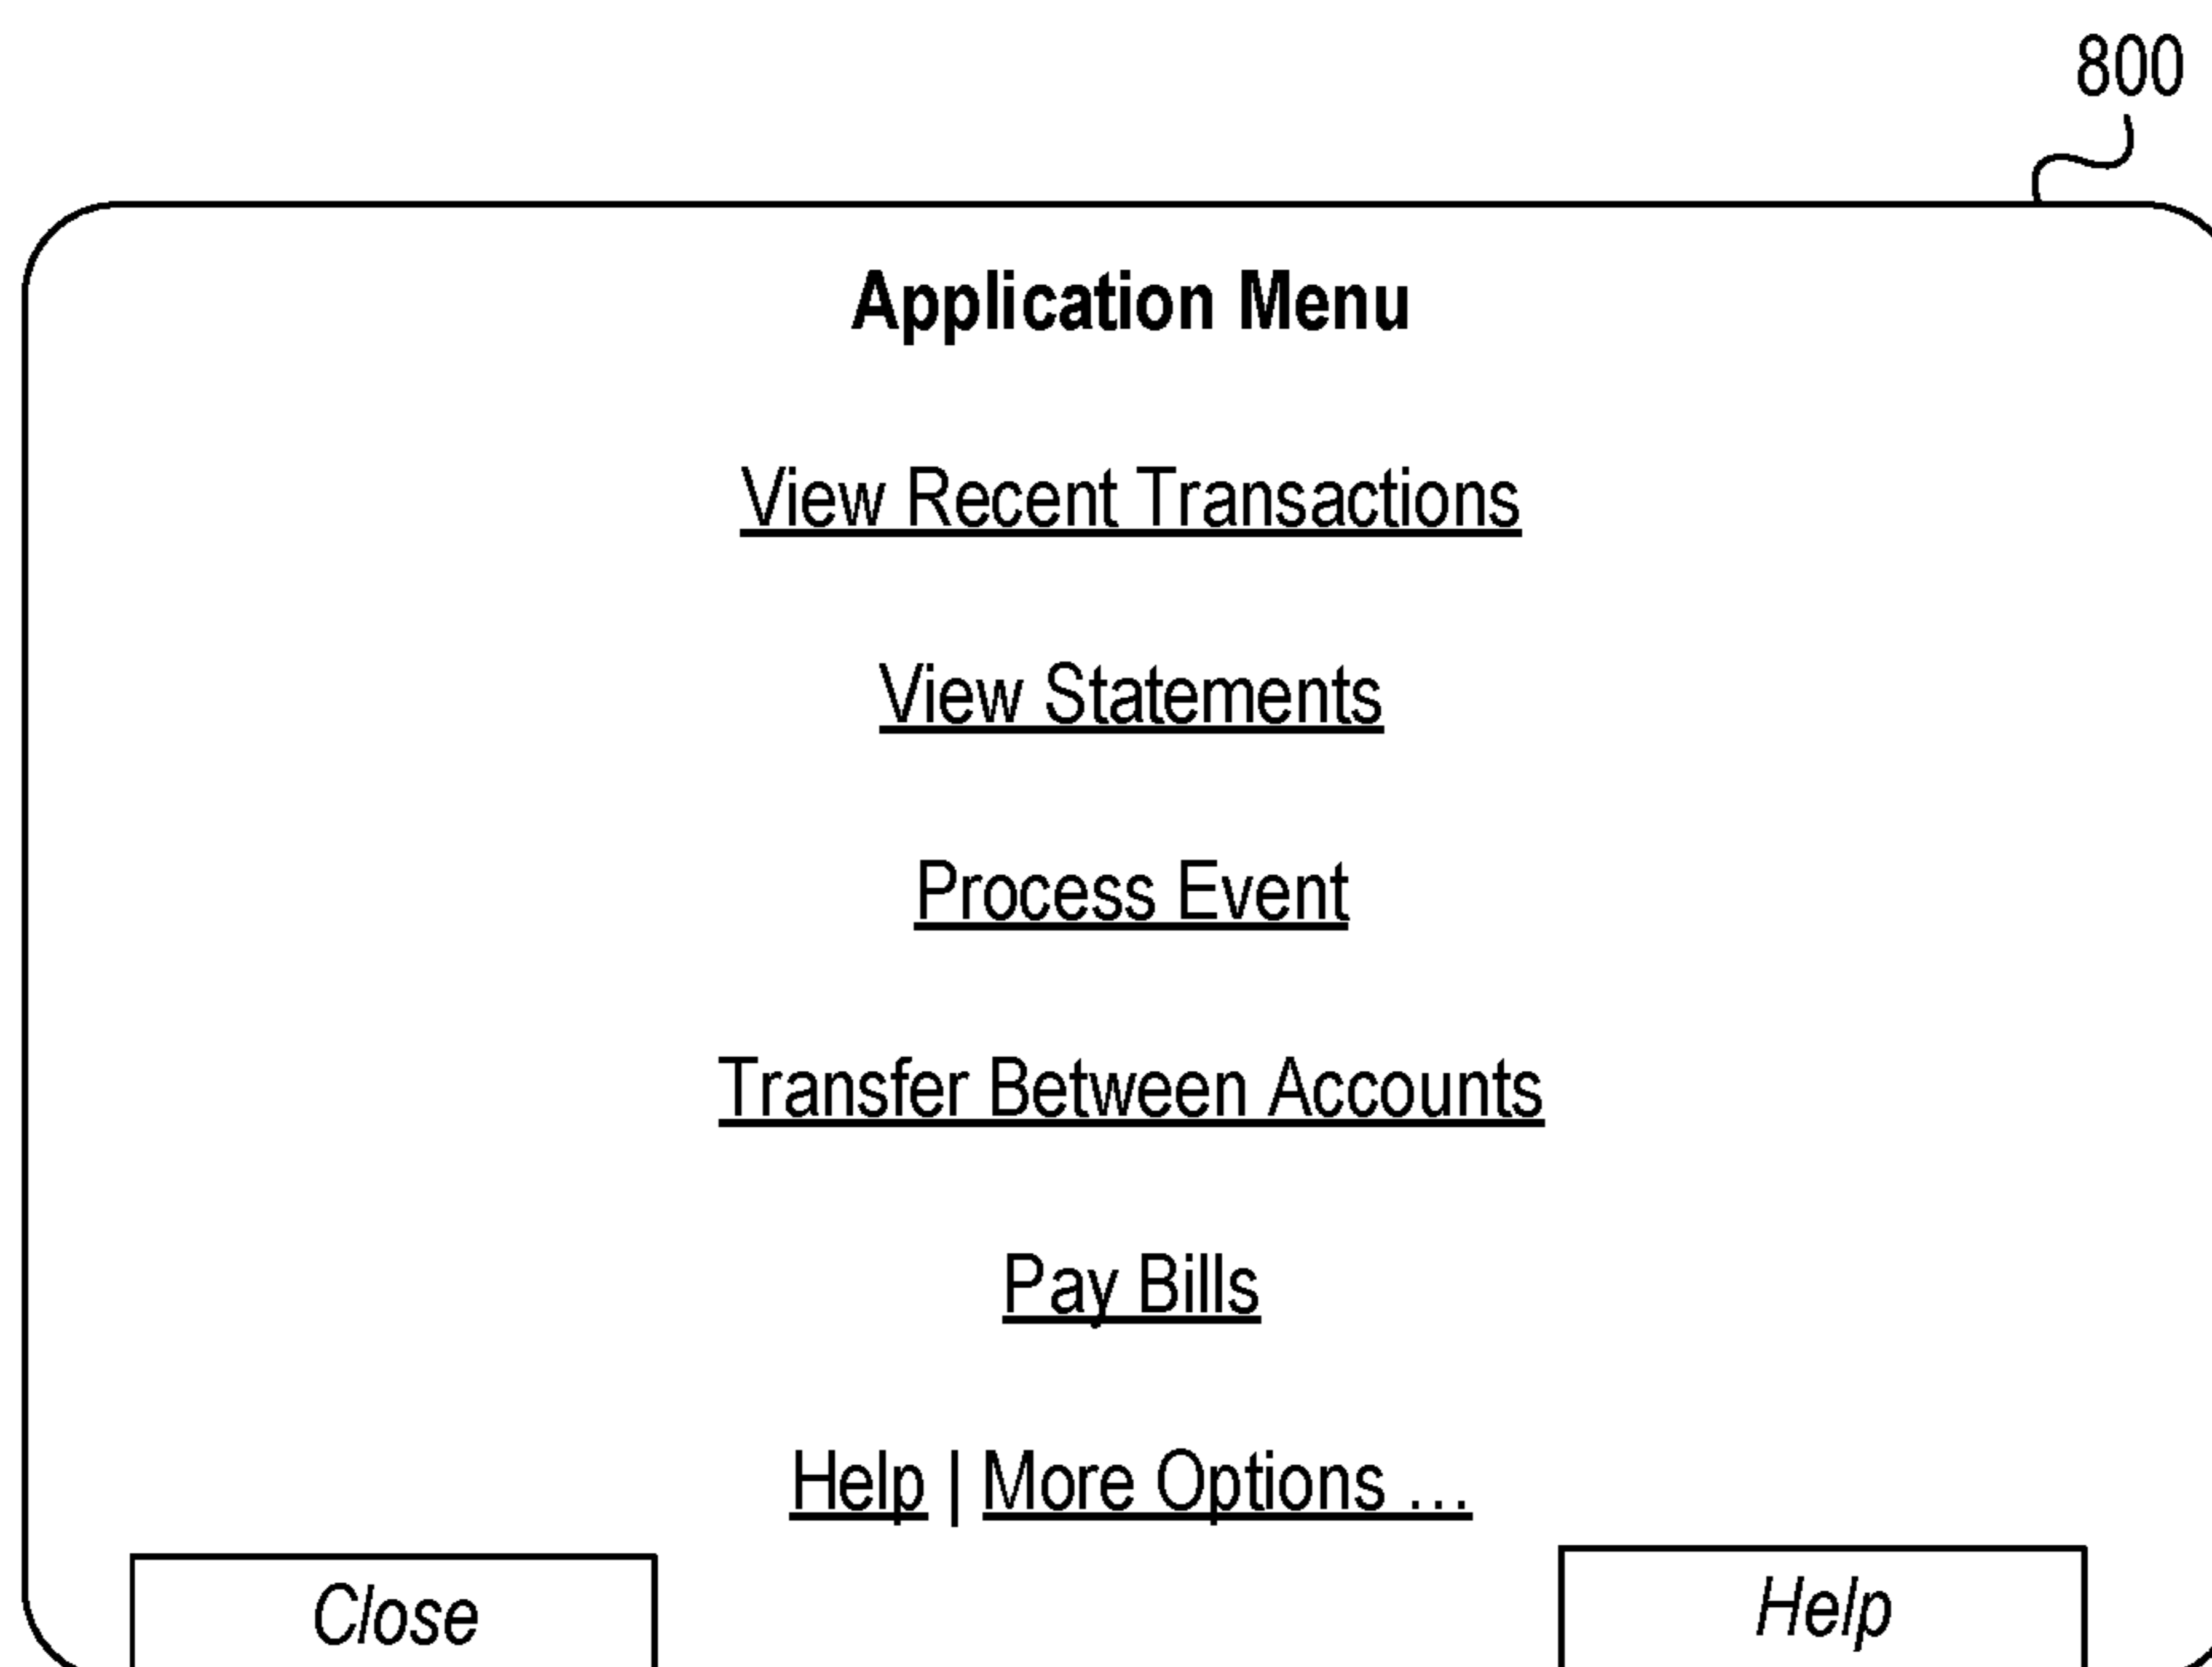 800
Application Menu
View Recent Transactions
View Statements
Process Event
Transfer Between Accounts
Pay Bills
Help | More Options ...
Close
Help